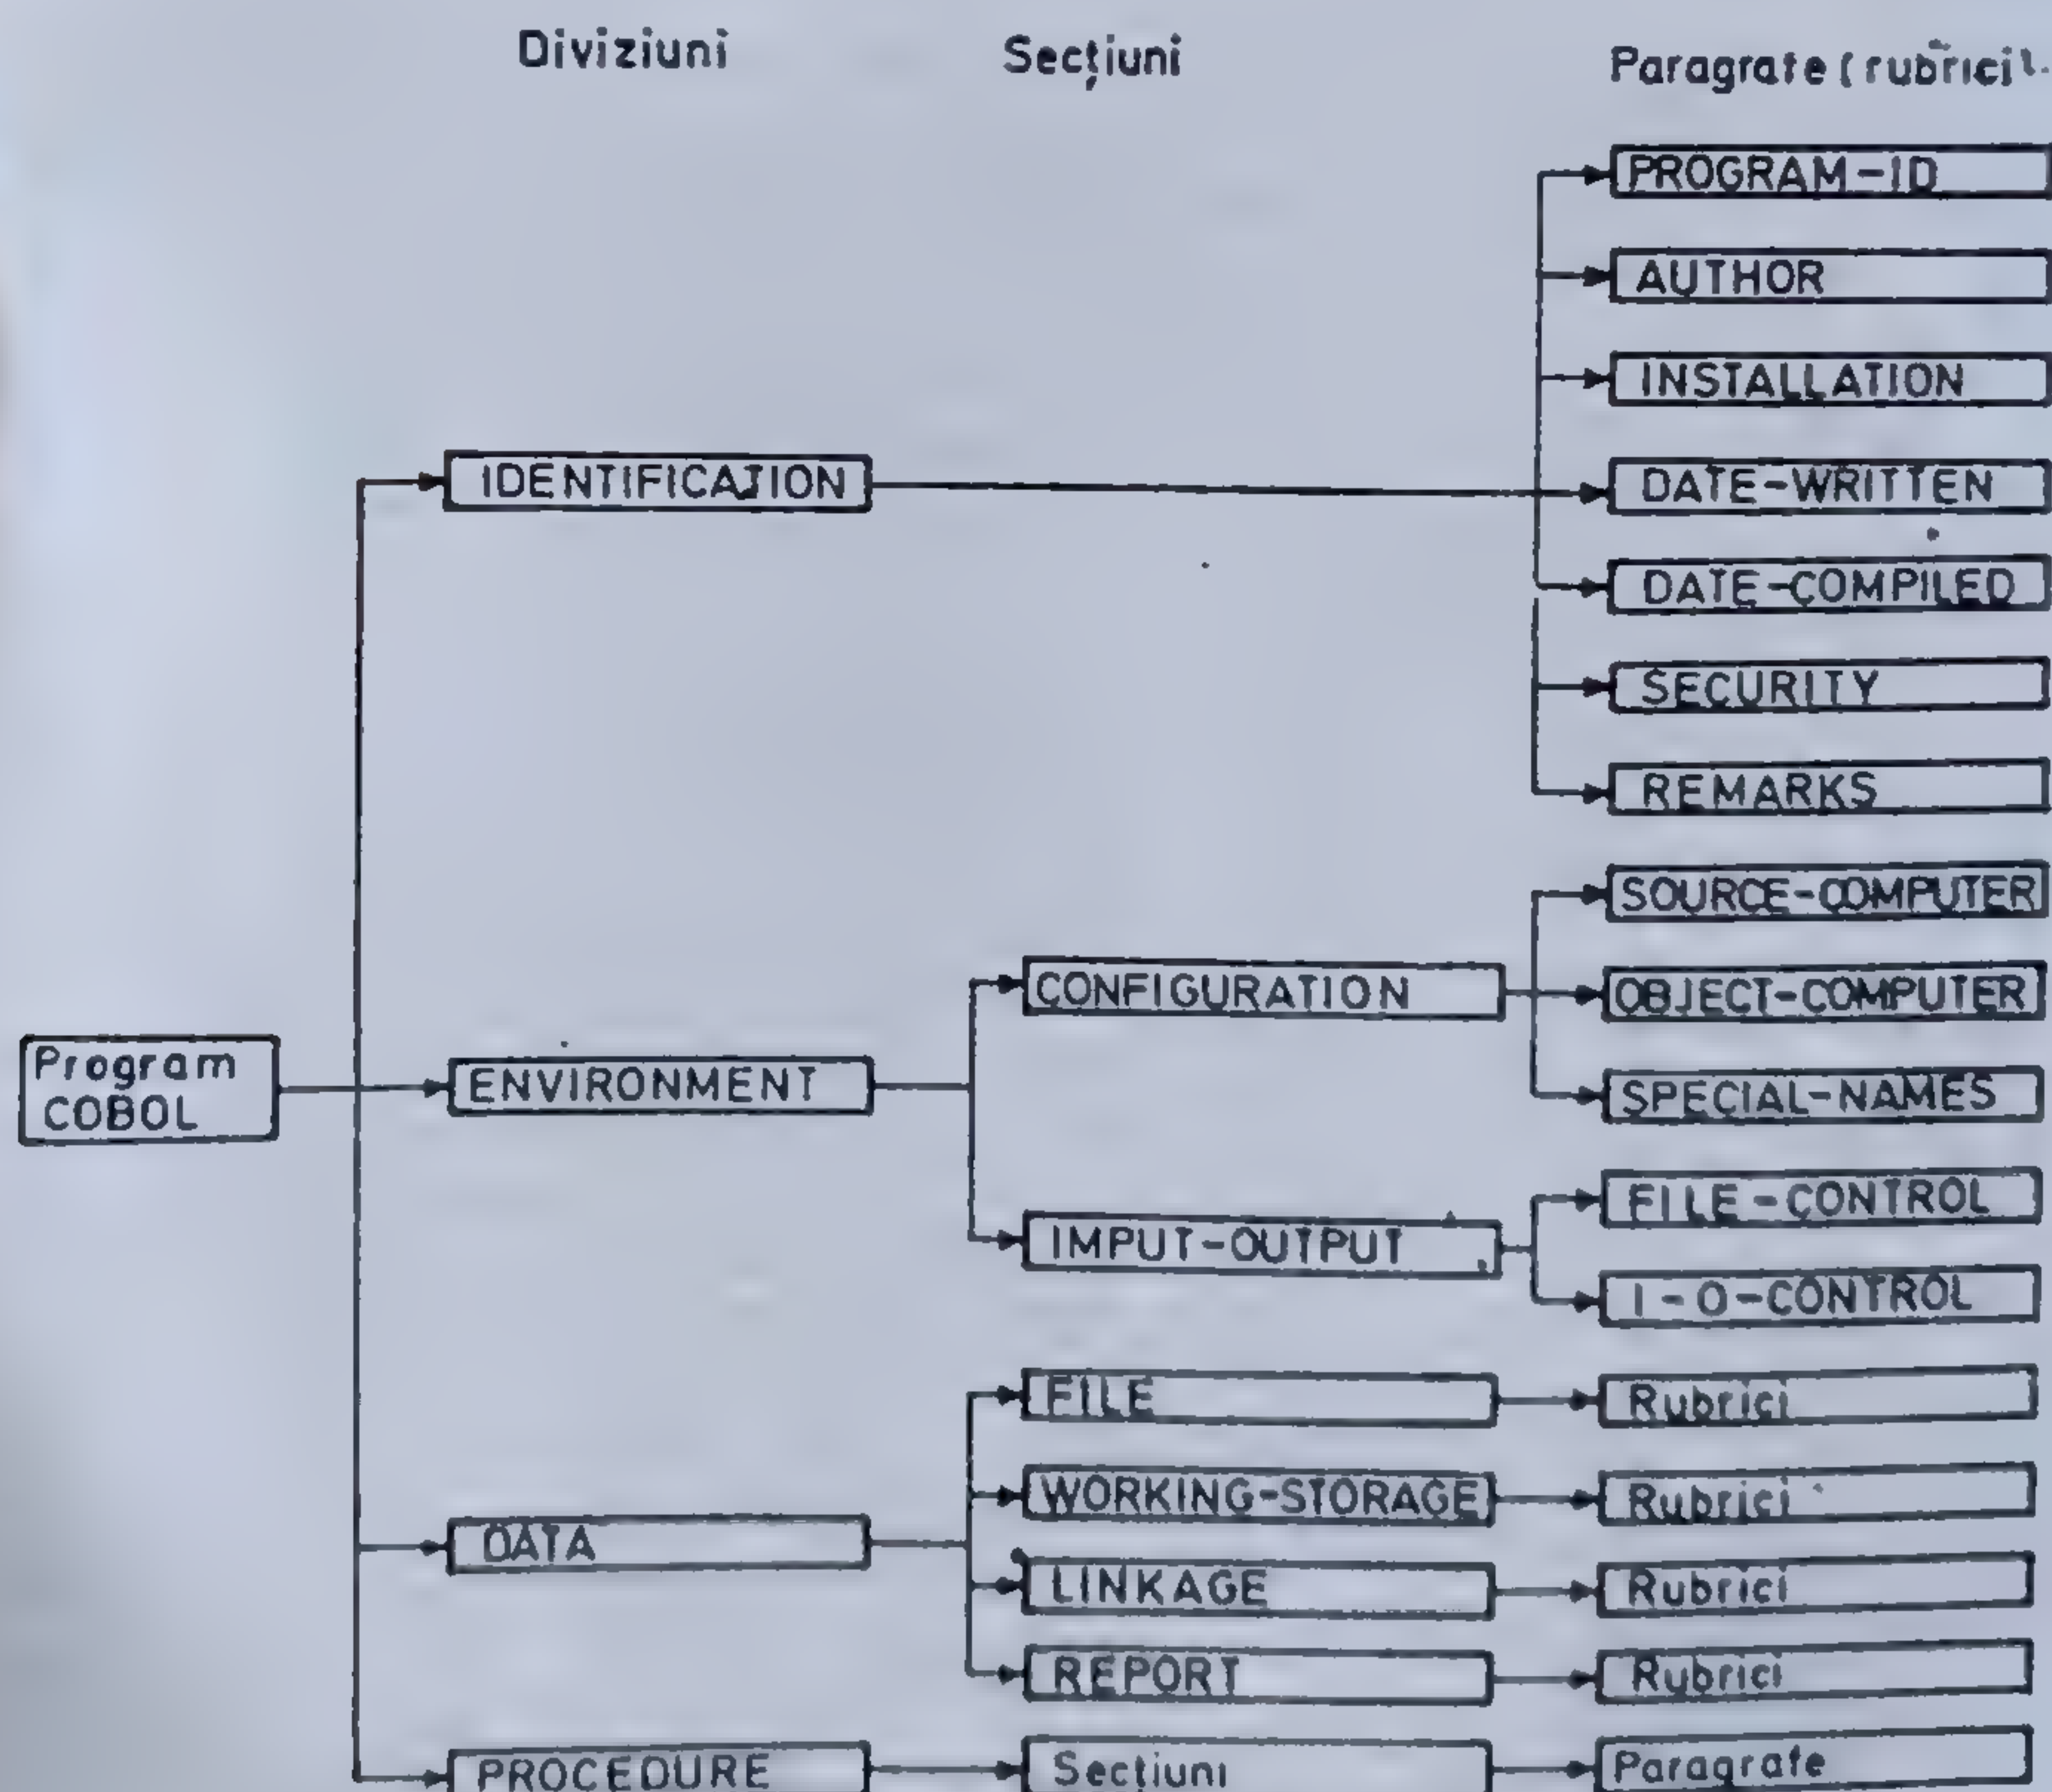 Diviziuni Secțiuni Paragrafe (rubrici)
PROGRAM-ID
AUTHOR
INSTALLATION
IDENTIFICATION DATE-WRITTEN
DATE-COMPILED
SECURITY
REMARKS
SOURCE-COMPUTER
CONFIGURATION OBJECT-COMPUTER
Program
COBOL
ENVIRONMENT SPECIAL-NAMES
FILE-CONTROL
IMPUT-OUTPUT
I-O-CONTROL
FILE Rubrici
WORKING-STORAGE Rubrici
DATA
LINKAGE Rubrici
REPORT Rubrici
PROCEDURE Secțiuni Paragrafe